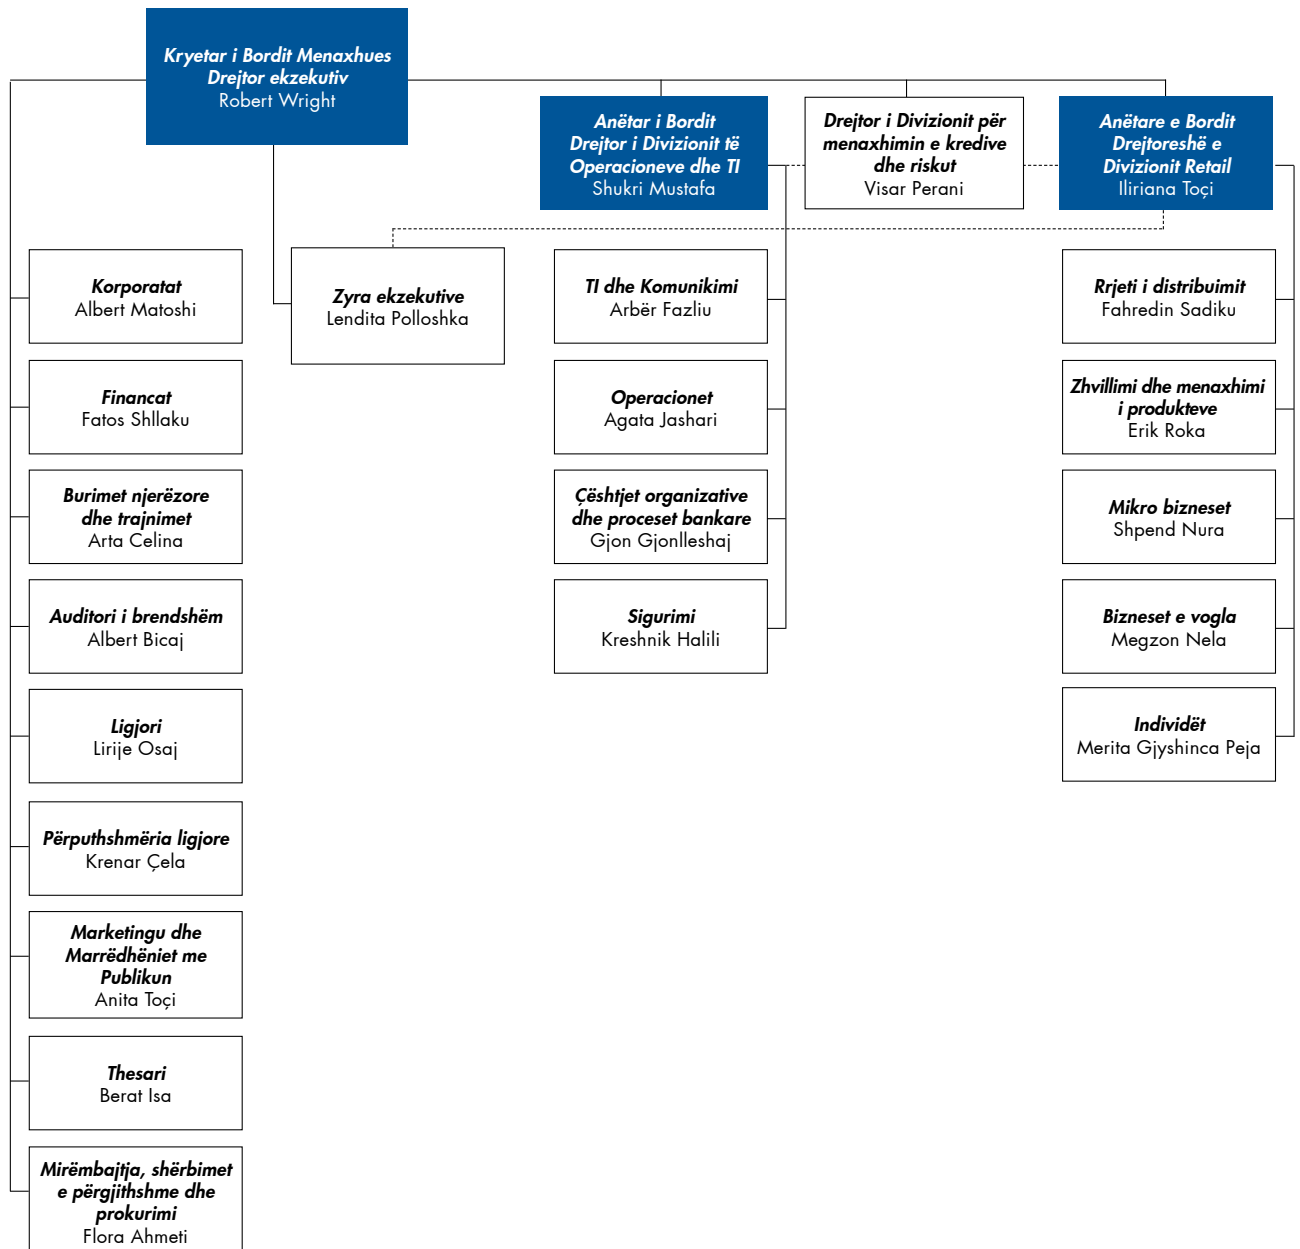 Kryetar i Bordit Menaxhues
Drejtor ekzekutiv
Robert Wright
Anëtar i Bordit
Drejtor i Divizionit të
Operacioneve dhe TI
Shukri Mustafa
Drejtor i Divizionit për
menaxhimin e kredive
dhe riskut
Visar Perani
Anëtare e Bordit
Drejtoreshë e
Divizionit Retail
Iliriana Toçi
Korporatat
Albert Matoshi
Financat
Fatos Shllaku
Burimet njerëzore
dhe trajnimet
Arta Celina
Auditori i brendshëm
Albert Bicaj
Ligjori
Lirije Osaj
Përputhshmëria ligjore
Krenar Çela
Marketingu dhe
Marrëdhëniet me
Publikun
Anita Toçi
Thesari
Berat Isa
Mirëmbajtja, shërbimet
e përgjithshme dhe
prokurimi
Flora Ahmeti
Zyra ekzekutive
Lendita Polloshka
TI dhe Komunikimi
Arbër Fazliu
Operacionet
Agata Jashari
Çështjet organizative
dhe proceset bankare
Gjon Gjonlleshaj
Sigurimi
Kreshnik Halili
Rrjeti i distribuimit
Fahredin Sadiku
Zhvillimi dhe menaxhimi
i produkteve
Erik Roka
Mikro bizneset
Shpend Nura
Bizneset e vogla
Megzon Nela
Individët
Merita Gjyshinca Peja